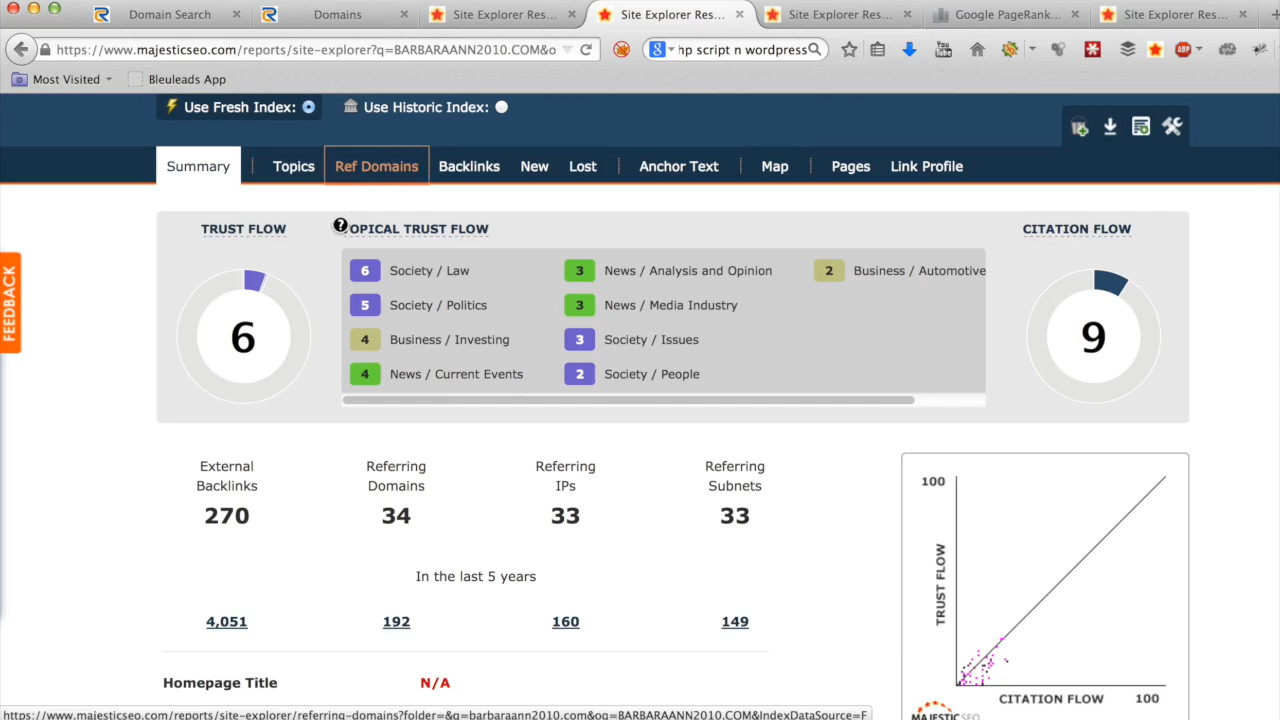 Domain Search
Domains
Site Explorer Res...
Site Explorer Res...
Site Explorer Res...
Google PageRank...
Site Explorer Res...
https://www.majesticseo.com/reports/site-explorer?q=BARBARAANN2010.COM&o
hp script n wordpress
Most Visited
Bleuleads App
Use Fresh Index:
Use Historic Index:
Summary
Topics
Ref Domains
Backlinks
New
Lost
Anchor Text
Map
Pages
Link Profile
FEEDBACK
TRUST FLOW
6
OPICAL TRUST FLOW
6 Society / Law
5 Society / Politics
4 Business / Investing
4 News / Current Events
3 News / Analysis and Opinion
3 News / Media Industry
3 Society / Issues
2 Society / People
2 Business / Automotive
CITATION FLOW
9
External
Backlinks
270
Referring
Domains
34
Referring
IPs
33
Referring
Subnets
33
In the last 5 years
4,051
192
160
149
Homepage Title
N/A
100
TRUST FLOW
CITATION FLOW
100
MAJESTIC SEO
https://www.majesticseo.com/reports/site-explorer/referring-domains?folder=&q=barbaraann2010.com&oq=BARBARAANN2010.COM&IndexDataSource=F